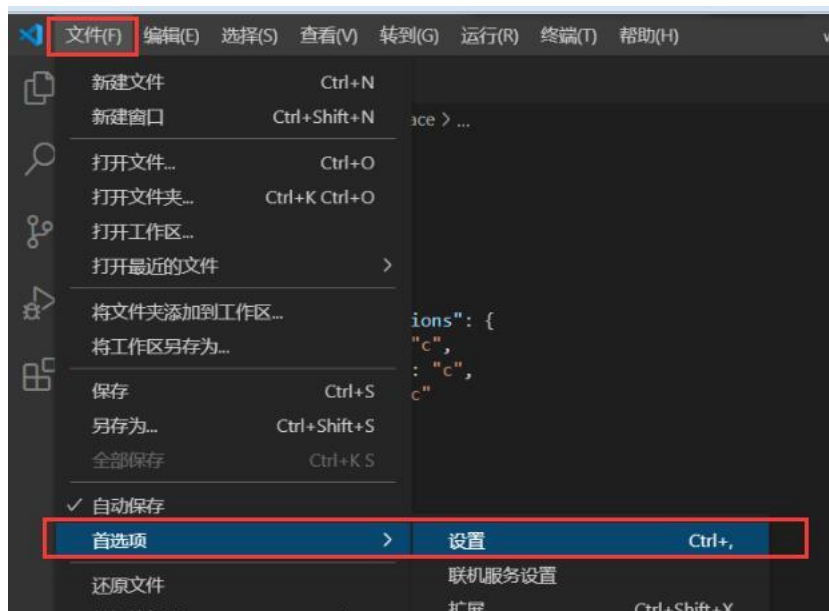 文件(F) 编辑(E) 选择(S) 查看(V) 转到(G) 运行(R) 终端(T) 帮助(H)
新建文件 Ctrl+N
新建窗口 Ctrl+Shift+N
ace > ...
打开文件... Ctrl+O
打开文件夹... Ctrl+K Ctrl+O
打开工作区...
打开最近的文件 >
将文件夹添加到工作区...
ions": {
将工作区另存为...
"c",
: "c",
保存 Ctrl+S
c"
另存为... Ctrl+Shift+S
全部保存 Ctrl+K S
✓ 自动保存
首选项 > 设置 Ctrl+,
还原文件 联机服务设置
扩展 Ctrl+Shift+X